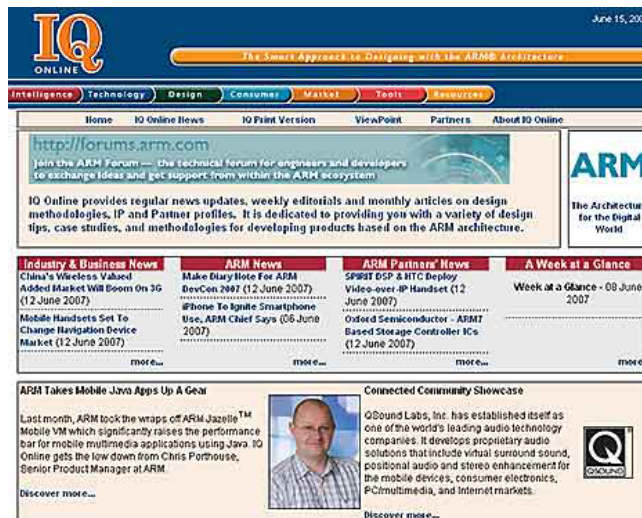 IQ
ONLINE
June 15, 200
The Smart Approach to Designing with the ARM® Architecture
Intelligence Technology Design Consumer Market Tools Resources
Home IQ Online News IQ Print Version ViewPoint Partners About IQ Online
http://forums.arm.com
Join the ARM Forum — the technical forum for engineers and developers
to exchange ideas and get support from within the ARM ecosystem
ARM
The Architectur
for the Digital
World
IQ Online provides regular news updates, weekly editorials and monthly articles on design
methodologies, IP and Partner profiles. It is dedicated to providing you with a variety of design
tips, case studies, and methodologies for developing products based on the ARM architecture.
Industry & Business News
China's Wireless Valued
Added Market Will Boom On 3G
(12 June 2007)
Mobile Handsets Set To
Change Navigation Device
Market (12 June 2007)
more...
ARM News
Make Diary Note For ARM
DevCon 2007 (12 June 2007)
iPhone To Ignite Smartphone
Use, ARM Chief Says (06 June
2007)
more...
ARM Partners' News
SPIRIT DSP & HTC Deploy
Video-over-IP Handset (12
June 2007)
Oxford Semiconductor - ARM7
Based Storage Controller ICs
(12 June 2007)
more...
A Week at a Glance
Week at a Glance - 08 June
2007
more
ARM Takes Mobile Java Apps Up A Gear
Last month, ARM took the wraps off ARM Jazelle™
Mobile VM which significantly raises the performance
bar for mobile multimedia applications using Java. IQ
Online gets the low down from Chris Porthouse,
Senior Product Manager at ARM.
Discover more...
Connected Community Showcase
QSound Labs, Inc. has established itself as
one of the world's leading audio technology
companies. It develops proprietary audio
solutions that include virtual surround sound,
positional audio and stereo enhancement for
the mobile devices, consumer electronics,
PC/multimedia, and Internet markets.
Discover more...
Q
QSOUND